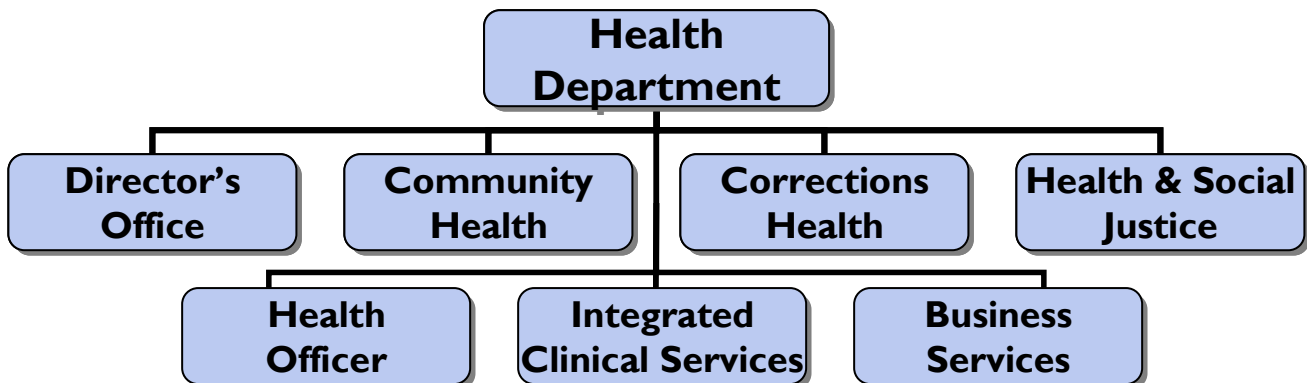 Health
Department
Director’s
Office
Community
Health
Corrections
Health
Health & Social
Justice
Health
Officer
Integrated
Clinical Services
Business
Services